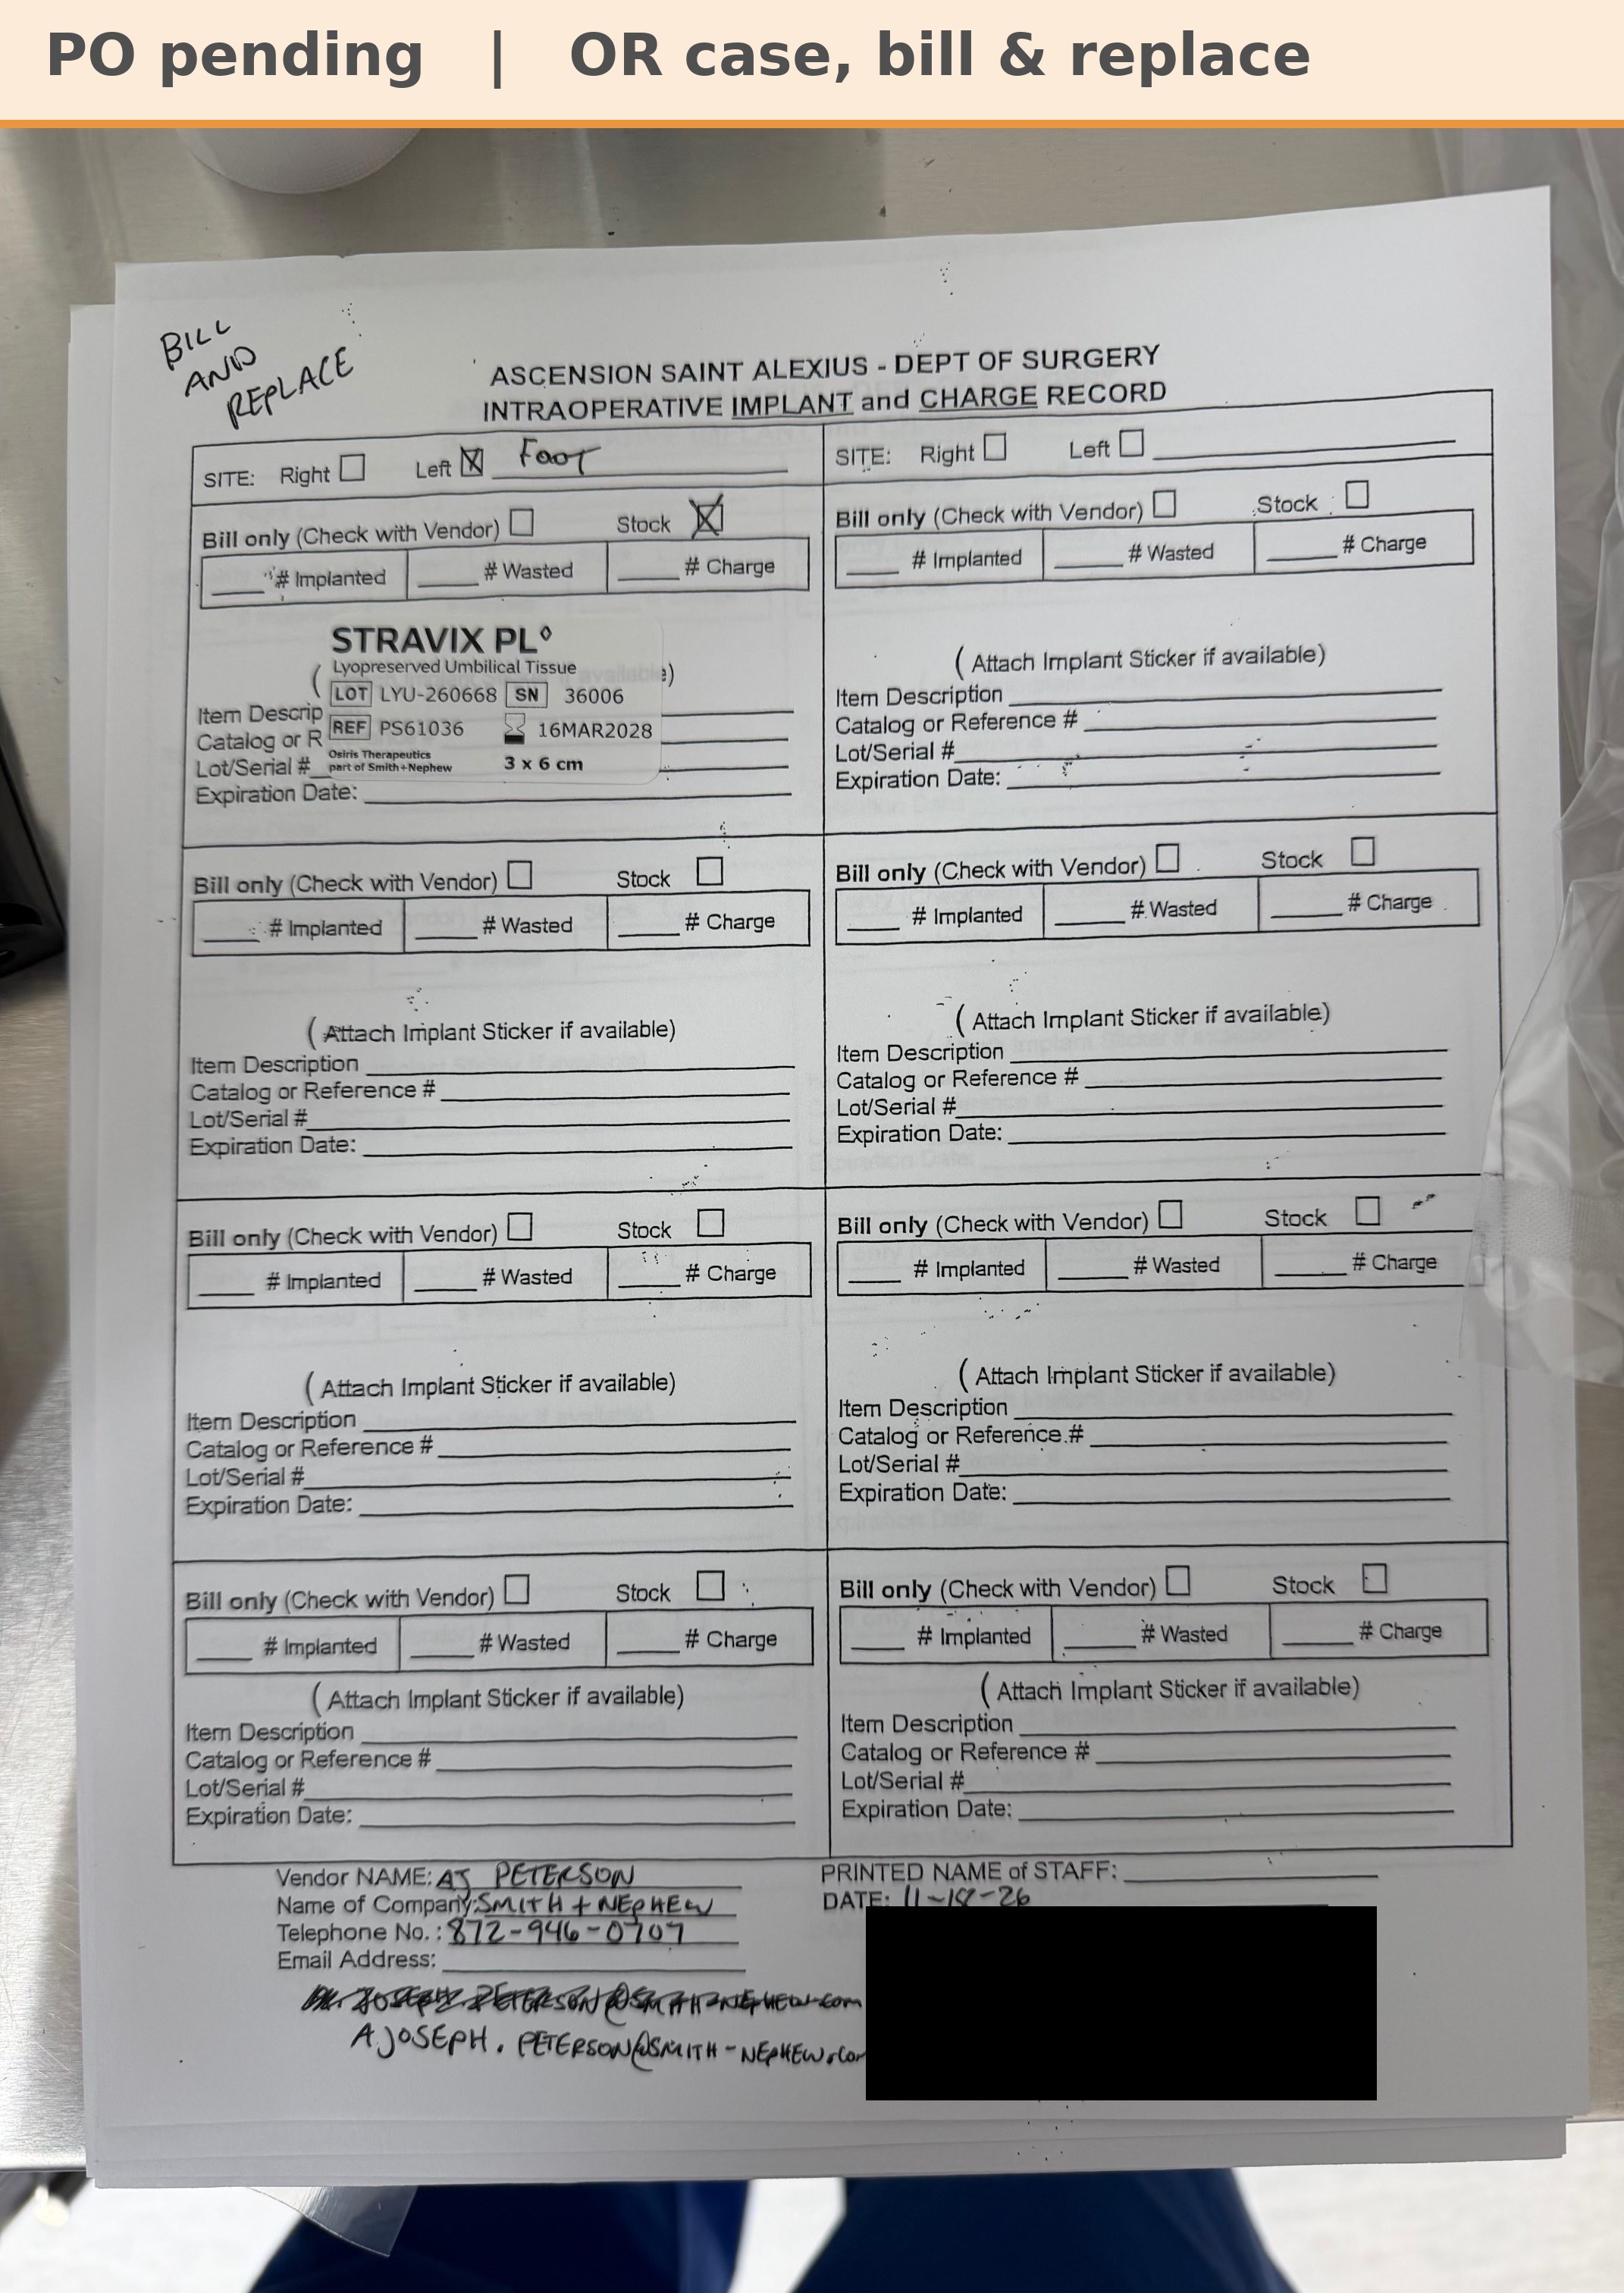 PO pending | OR case, bill & replace
BILL
AND
REPLACE
ASCENSION SAINT ALEXIUS - DEPT OF SURGERY
INTRAOPERATIVE IMPLANT and CHARGE RECORD
SITE: Right Left Foot
SITE: Right Left
Bill only (Check with Vendor) Stock
# Implanted # Wasted # Charge
STRAVIX PL◊
Lyopreserved Umbilical Tissue
LOT LYU-260668 SN 36006
REF PS61036 16MAR2028
Osiris Therapeutics
part of Smith+Nephew 3 x 6 cm
Item Descrip
Catalog or R
Lot/Serial #
Expiration Date:
Bill only (Check with Vendor) Stock
# Implanted # Wasted # Charge
(Attach Implant Sticker if available)
Item Description
Catalog or Reference #
Lot/Serial #
Expiration Date:
Bill only (Check with Vendor) Stock
# Implanted # Wasted # Charge
(Attach Implant Sticker if available)
Item Description
Catalog or Reference #
Lot/Serial #
Expiration Date:
Bill only (Check with Vendor) Stock
# Implanted # Wasted # Charge
(Attach Implant Sticker if available)
Item Description
Catalog or Reference #
Lot/Serial #
Expiration Date:
Bill only (Check with Vendor) Stock
# Implanted # Wasted # Charge
(Attach Implant Sticker if available)
Item Description
Catalog or Reference #
Lot/Serial #
Expiration Date:
Bill only (Check with Vendor) Stock
# Implanted # Wasted # Charge
(Attach Implant Sticker if available)
Item Description
Catalog or Reference #
Lot/Serial #
Expiration Date:
Bill only (Check with Vendor) Stock
# Implanted # Wasted # Charge
(Attach Implant Sticker if available)
Item Description
Catalog or Reference #
Lot/Serial #
Expiration Date:
Bill only (Check with Vendor) Stock
# Implanted # Wasted # Charge
(Attach Implant Sticker if available)
Item Description
Catalog or Reference #
Lot/Serial #
Expiration Date:
Vendor NAME: AJ PETERSON
Name of Company: SMITH + NEPHEW
Telephone No.: 872-946-0707
Email Address:
PRINTED NAME of STAFF:
DATE:
A.JOSEPH.PETERSON@SMITH-NEPHEW.com